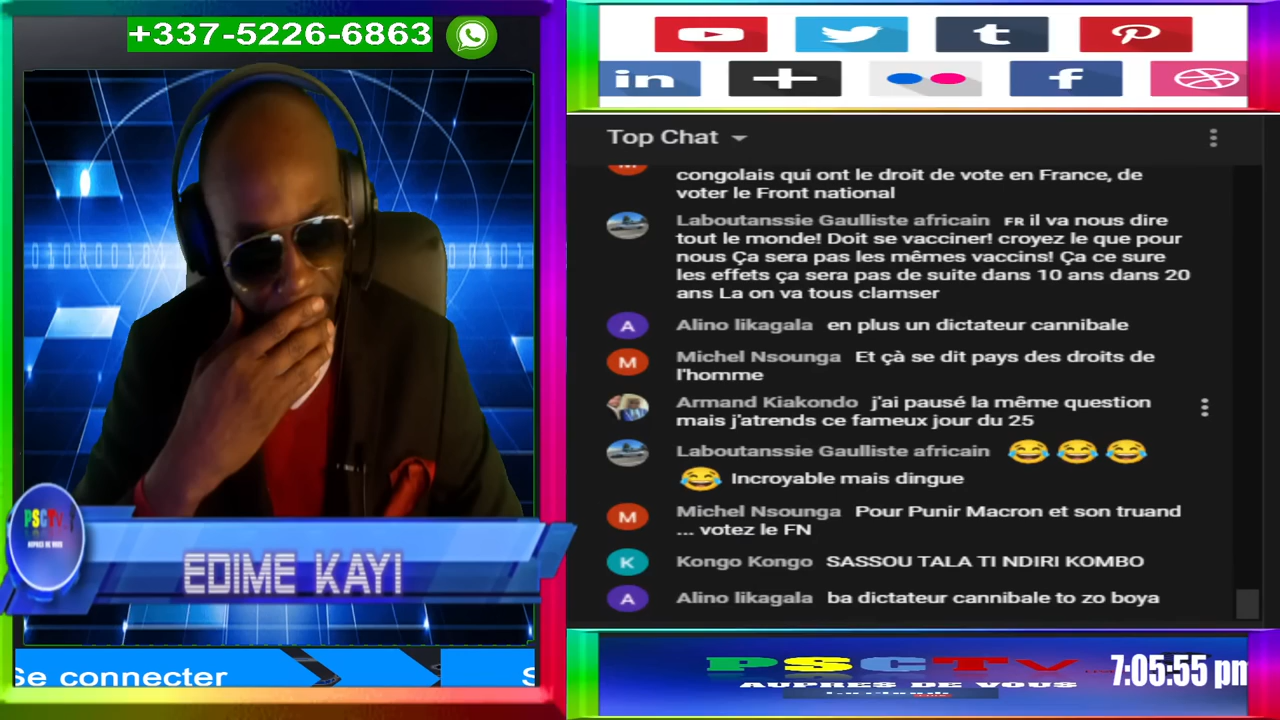 +337-5226-6863
EDIME KAYI
PSCTv
AUPRES DE VOUS
Se connecter
S
Top Chat
congolais qui ont le droit de vote en France, de
voter le Front national
Laboutanssie Gaulliste africain FR il va nous dire
tout le monde! Doit se vacciner! croyez le que pour
nous Ça sera pas les mêmes vaccins! Ça ce sure
les effets ça sera pas de suite dans 10 ans dans 20
ans La on va tous clamser
A Alino likagala en plus un dictateur cannibale
M Michel Nsounga Et çà se dit pays des droits de
l'homme
Armand Kiakondo j'ai pausé la même question
mais j'atrends ce fameux jour du 25
Laboutanssie Gaulliste africain 😂 😂 😂
😂 Incroyable mais dingue
M Michel Nsounga Pour Punir Macron et son truand
... votez le FN
K Kongo Kongo SASSOU TALA TI NDIRI KOMBO
A Alino likagala ba dictateur cannibale to zo boya
PSCTv
AUPRES DE VOUS
7:05:55 pm